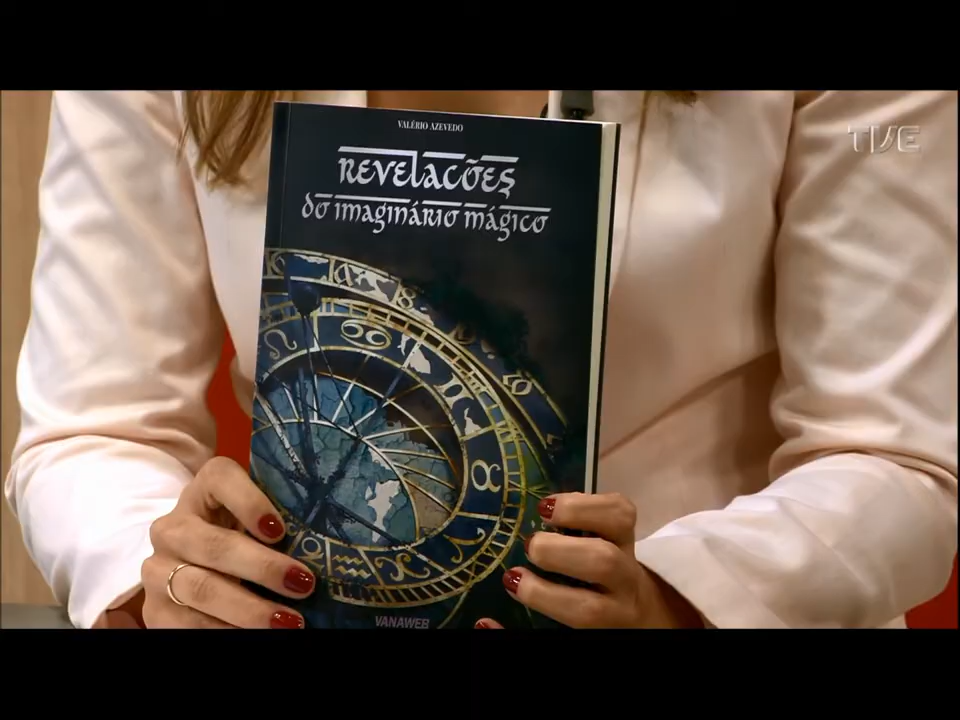 VALÉRIO AZEVEDO
TVE
REVELAÇÕES
DO IMAGINÁRIO MÁGICO
VANAWEB